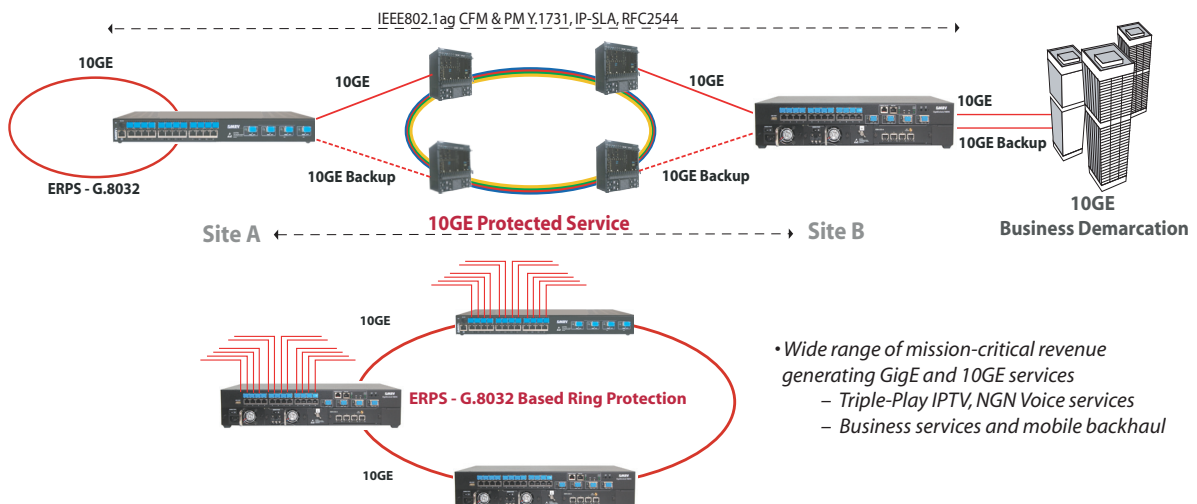 IEEE802.1ag CFM & PM Y.1731, IP-SLA, RFC2544
10GE
10GE
10GE
10GE
10GE Backup
ERPS - G.8032
10GE Backup
10GE Backup
10GE
Business Demarcation
10GE Protected Service
Site A
Site B
10GE
ERPS - G.8032 Based Ring Protection
10GE
• Wide range of mission-critical revenue
generating GigE and 10GE services
– Triple-Play IPTV, NGN Voice services
– Business services and mobile backhaul